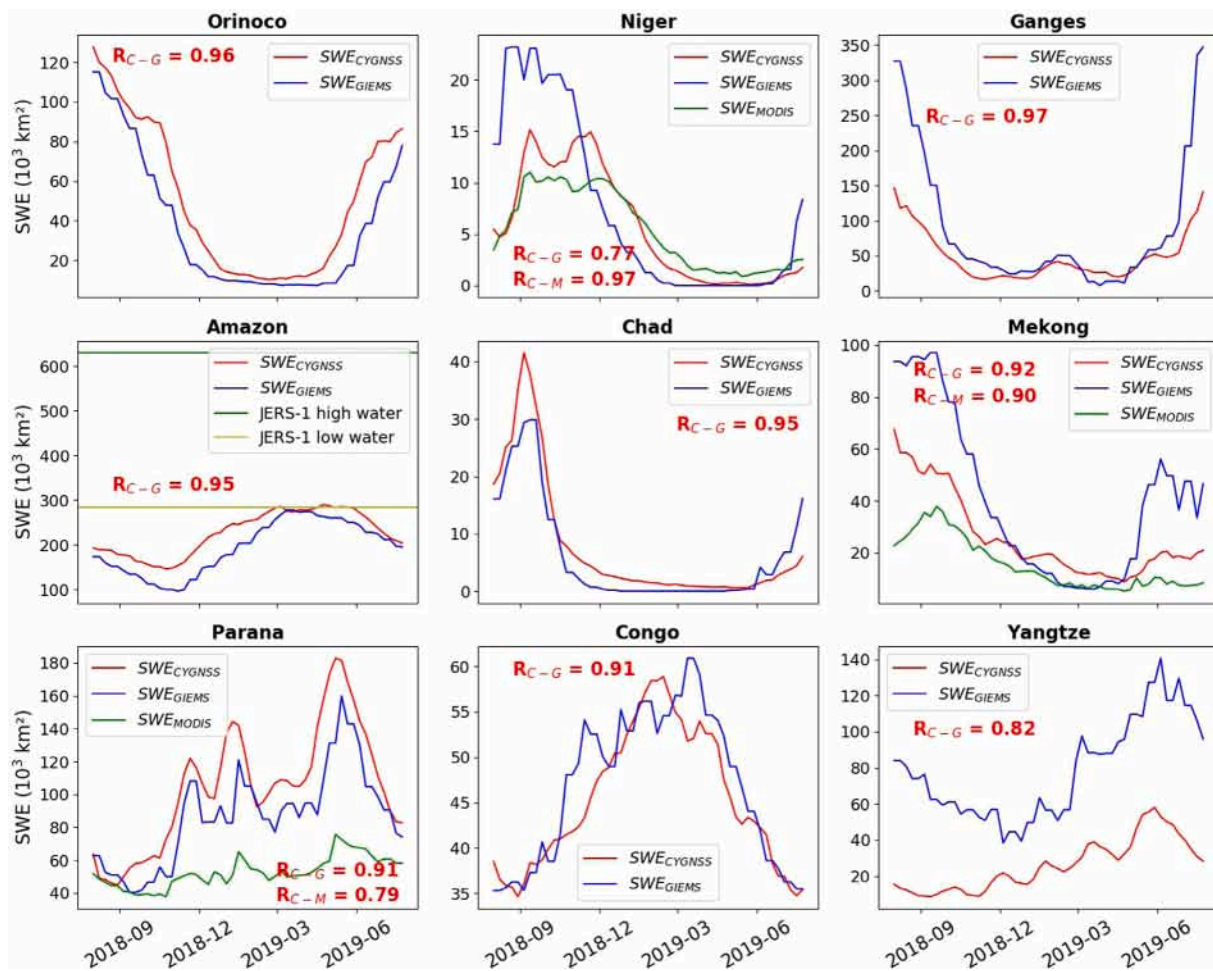 Orinoco
R_C−G = 0.96
SWE_CYGNSS
SWE_GIEMS
SWE (10³ km²)
120
100
80
60
40
20
Niger
SWE_CYGNSS
SWE_GIEMS
SWE_MODIS
R_C−G = 0.77
R_C−M = 0.97
20
15
10
5
0
Ganges
SWE_CYGNSS
SWE_GIEMS
R_C−G = 0.97
350
300
250
200
150
100
50
0
Amazon
SWE_CYGNSS
SWE_GIEMS
JERS-1 high water
JERS-1 low water
R_C−G = 0.95
SWE (10³ km²)
600
500
400
300
200
100
Chad
SWE_CYGNSS
SWE_GIEMS
R_C−G = 0.95
40
30
20
10
0
Mekong
R_C−G = 0.92
R_C−M = 0.90
SWE_CYGNSS
SWE_GIEMS
SWE_MODIS
100
80
60
40
20
Parana
SWE_CYGNSS
SWE_GIEMS
SWE_MODIS
R_C−G = 0.91
R_C−M = 0.79
SWE (10³ km²)
180
160
140
120
100
80
60
40
2018-09
2018-12
2019-03
2019-06
Congo
R_C−G = 0.91
SWE_CYGNSS
SWE_GIEMS
60
55
50
45
40
35
2018-09
2018-12
2019-03
2019-06
Yangtze
SWE_CYGNSS
SWE_GIEMS
R_C−G = 0.82
140
120
100
80
60
40
20
2018-09
2018-12
2019-03
2019-06